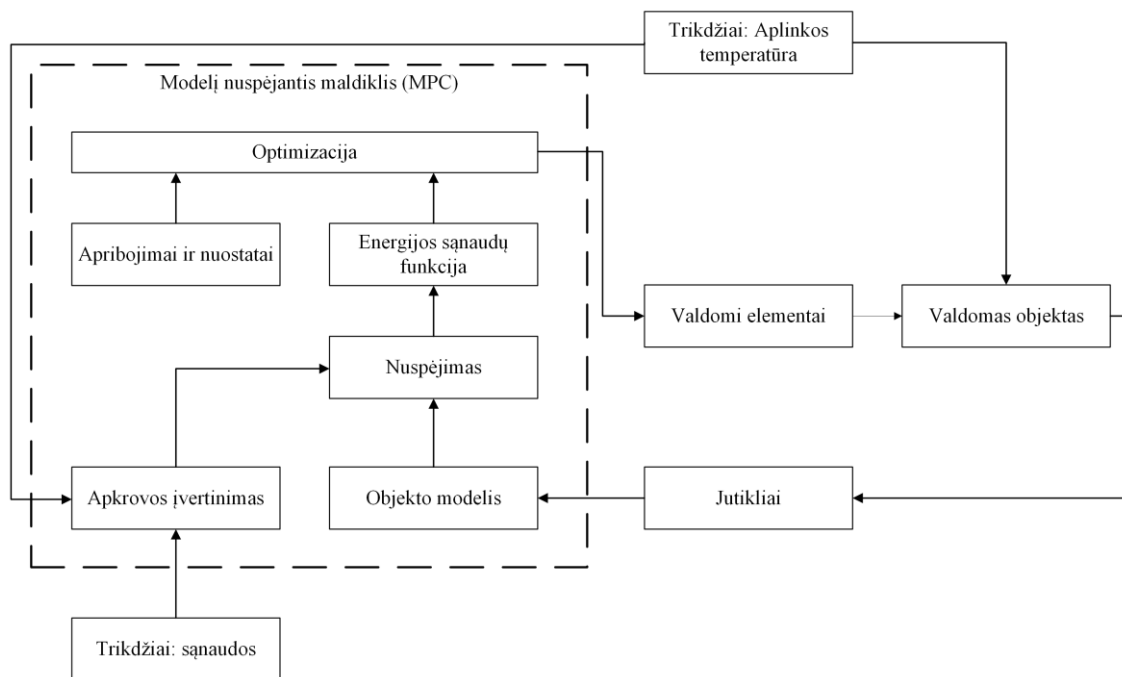 Trikdžiai: Aplinkos
temperatūra
Modelį nuspėjantis maldiklis (MPC)
Optimizacija
Apribojimai ir nuostatai
Energijos sąnaudų
funkcija
Valdomi elementai
Valdomas objektas
Nuspėjimas
Apkrovos įvertinimas
Objekto modelis
Jutikliai
Trikdžiai: sąnaudos